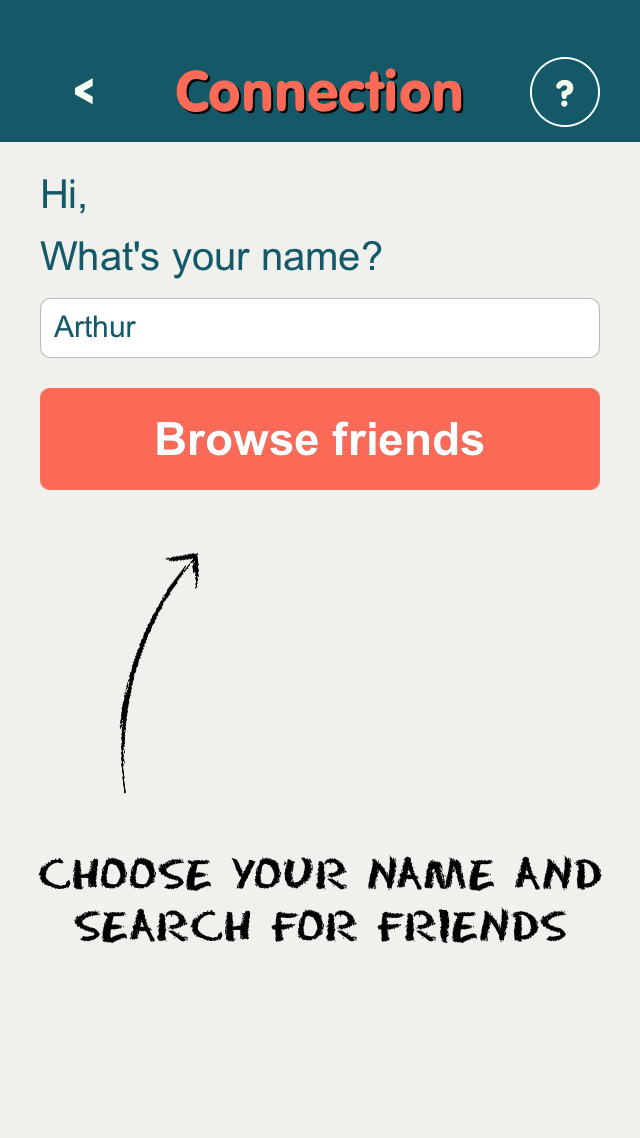 <
Connection
?
Hi,
What's your name?
Arthur
Browse friends
CHOOSE YOUR NAME AND
SEARCH FOR FRIENDS